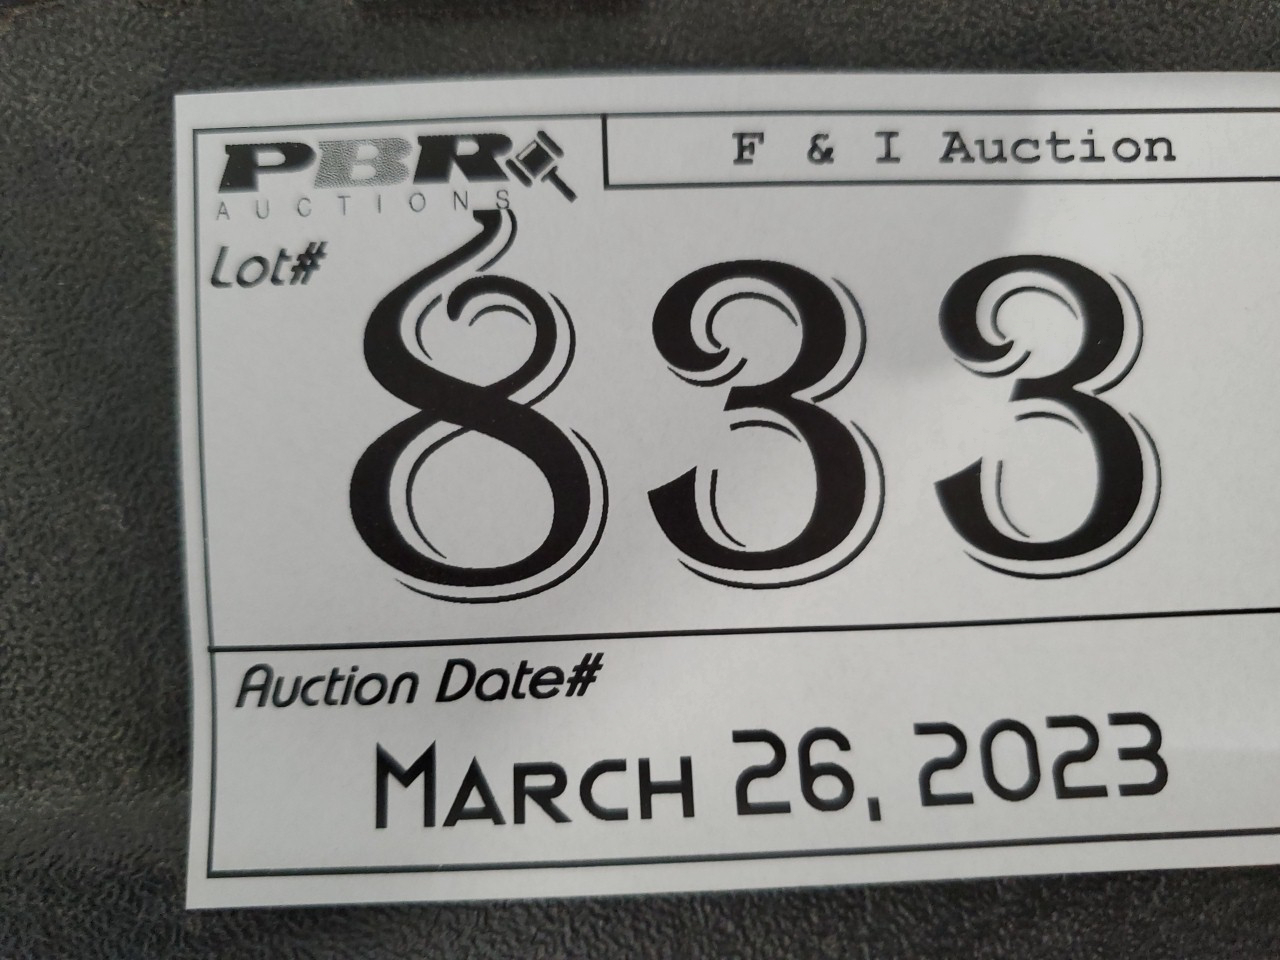 PBR
AUCTIONS
F & I Auction
Lot#
833
Auction Date#
MARCH 26, 2023